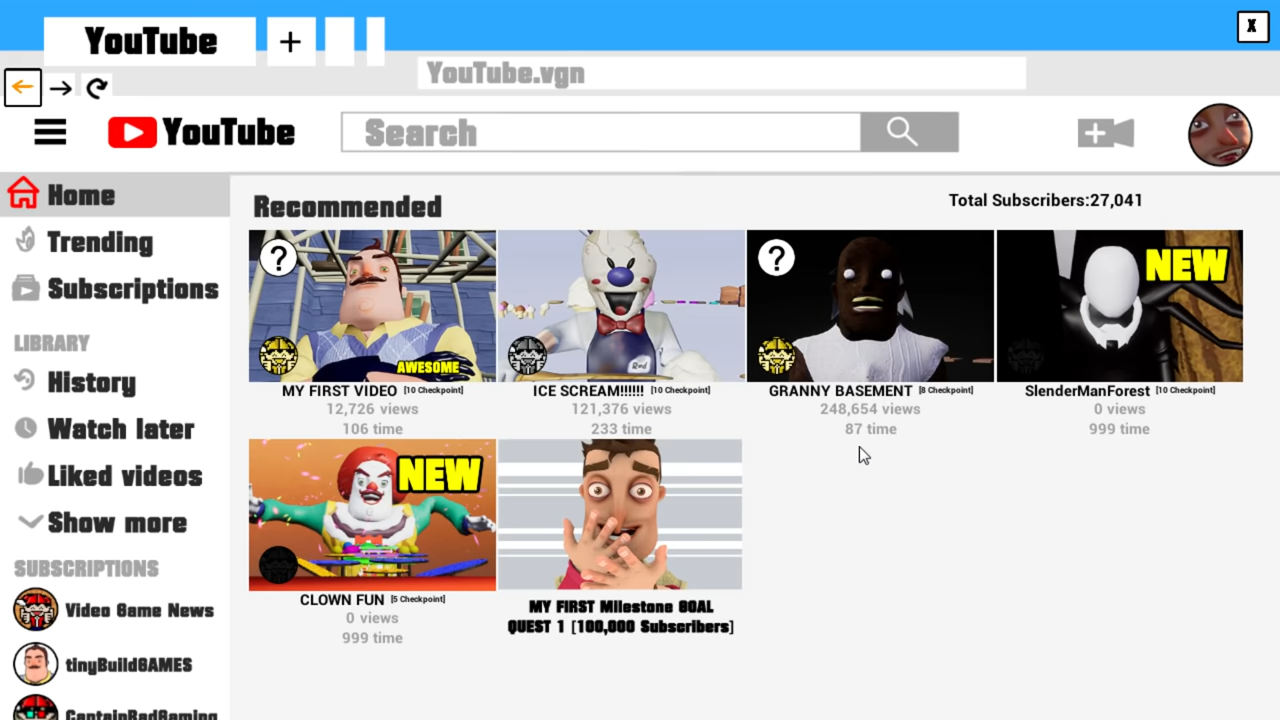 YouTube
+
X
YouTube.vgn
YouTube
Search
Home
Trending
Subscriptions
LIBRARY
History
Watch later
Liked videos
Show more
SUBSCRIPTIONS
Video Game News
tinyBuildGAMES
CaptainBadGaming
Recommended
Total Subscribers:27,041
?
AWESOME
MY FIRST VIDEO [10 Checkpoint]
12,726 views
106 time
Rod
ICE SCREAM!!!!!! [10 Checkpoint]
121,376 views
233 time
?
GRANNY BASEMENT [8 Checkpoint]
248,654 views
87 time
NEW
SlenderManForest [10 Checkpoint]
0 views
999 time
NEW
CLOWN FUN [5 Checkpoint]
0 views
999 time
MY FIRST Milestone GOAL
QUEST 1 [100,000 Subscribers]